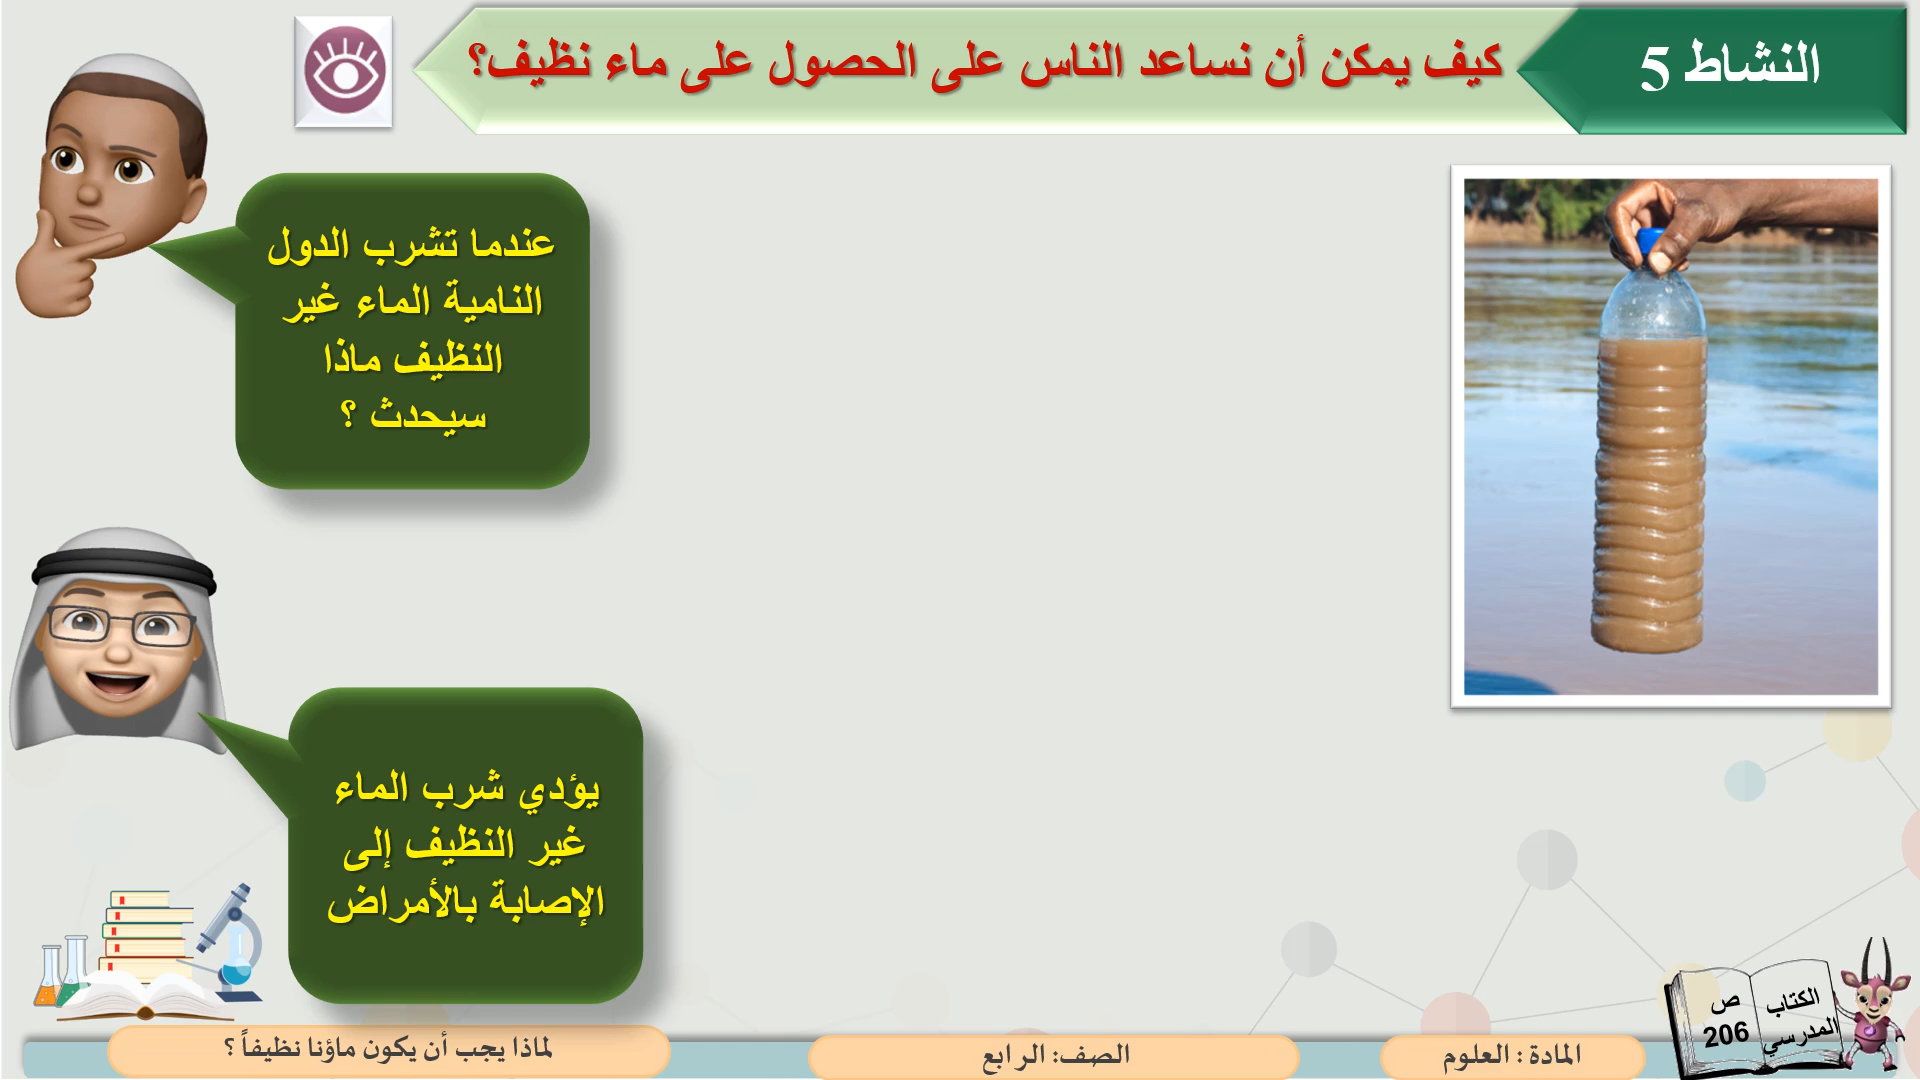 النشاط 5
كيف يمكن أن نساعد الناس على الحصول على ماء نظيف؟
عندما تشرب الدول
النامية الماء غير
النظيف ماذا
سيحدث ؟
يؤدي شرب الماء
غير النظيف إلى
الإصابة بالأمراض
الكتاب
المدرسي
ص
206
المادة : العلوم
الصف: الرابع
لماذا يجب أن يكون ماؤنا نظيفاً ؟